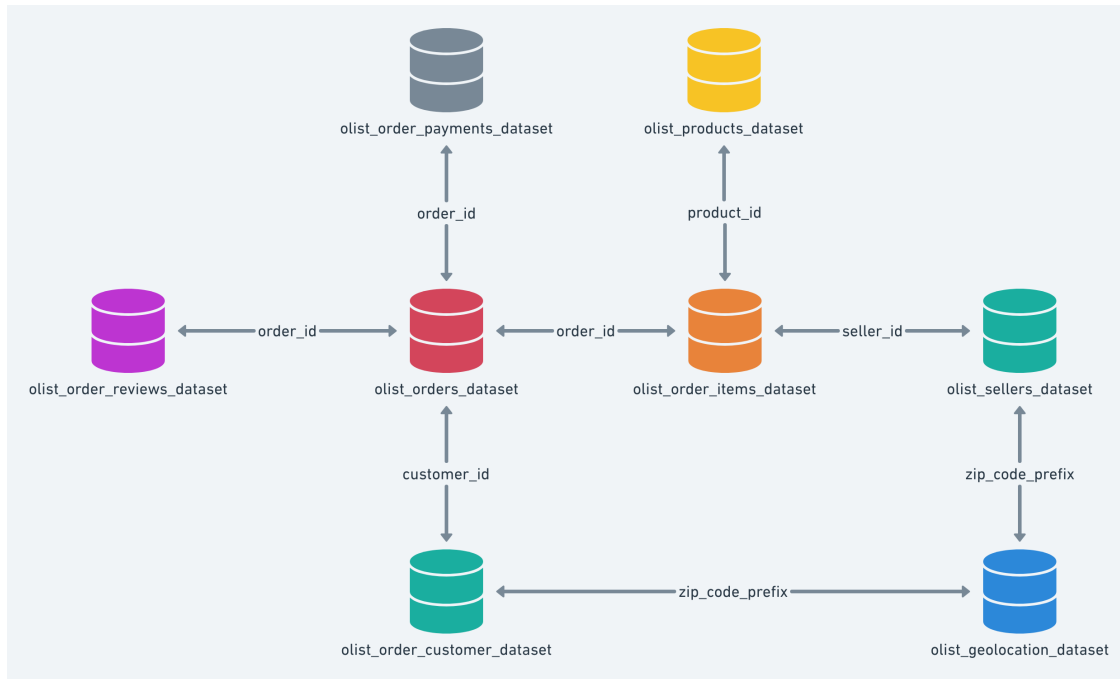 olist_order_payments_dataset
olist_products_dataset
order_id
product_id
order_id
order_id
seller_id
olist_order_reviews_dataset
olist_orders_dataset
olist_order_items_dataset
olist_sellers_dataset
customer_id
zip_code_prefix
zip_code_prefix
olist_order_customer_dataset
olist_geolocation_dataset